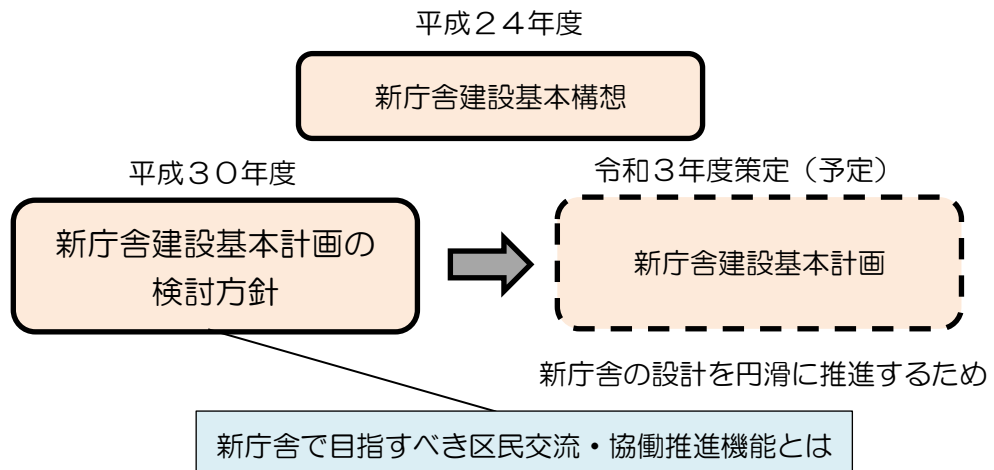 平成２４年度
新庁舎建設基本構想
平成３０年度
令和３年度策定（予定）
新庁舎建設基本計画の
検討方針
新庁舎建設基本計画
新庁舎の設計を円滑に推進するため
新庁舎で目指すべき区民交流・協働推進機能とは